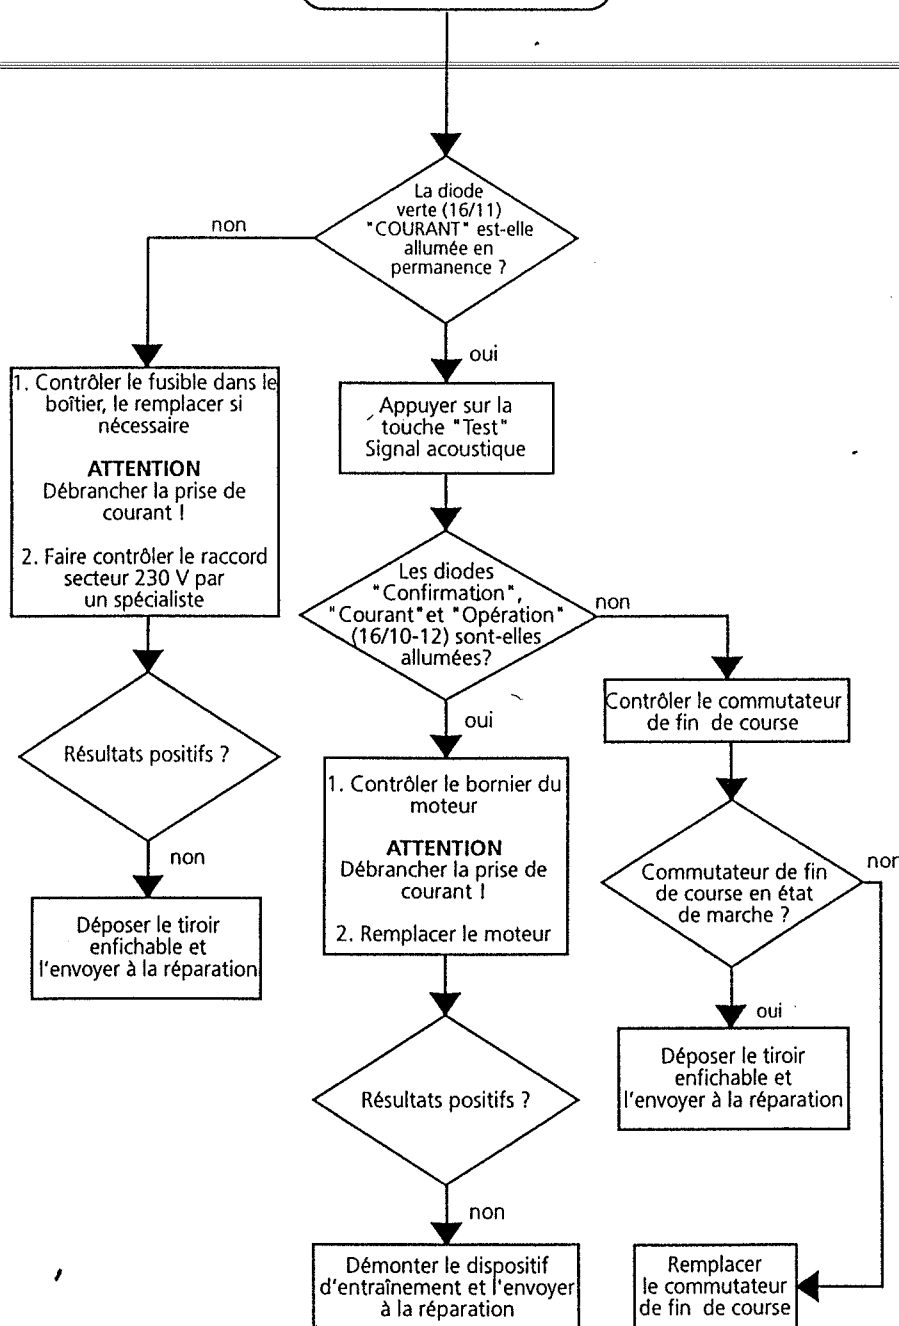 La diode
verte (16/11)
"COURANT" est-elle
allumée en
permanence ?
non
oui
1. Contrôler le fusible dans le
boîtier, le remplacer si
nécessaire
ATTENTION
Débrancher la prise de
courant !
2. Faire contrôler le raccord
secteur 230 V par
un spécialiste
Appuyer sur la
touche "Test"
Signal acoustique
Les diodes
"Confirmation",
"Courant" et "Opération"
(16/10-12) sont-elles
allumées?
non
oui
Résultats positifs ?
non
Déposer le tiroir
enfichable et
l'envoyer à la réparation
1. Contrôler le bornier du
moteur
ATTENTION
Débrancher la prise de
courant !
2. Remplacer le moteur
Contrôler le commutateur
de fin de course
Commutateur de fin
de course en état
de marche ?
non
oui
Déposer le tiroir
enfichable et
l'envoyer à la réparation
Résultats positifs ?
non
Démonter le dispositif
d'entraînement et l'envoyer
à la réparation
Remplacer
le commutateur
de fin de course